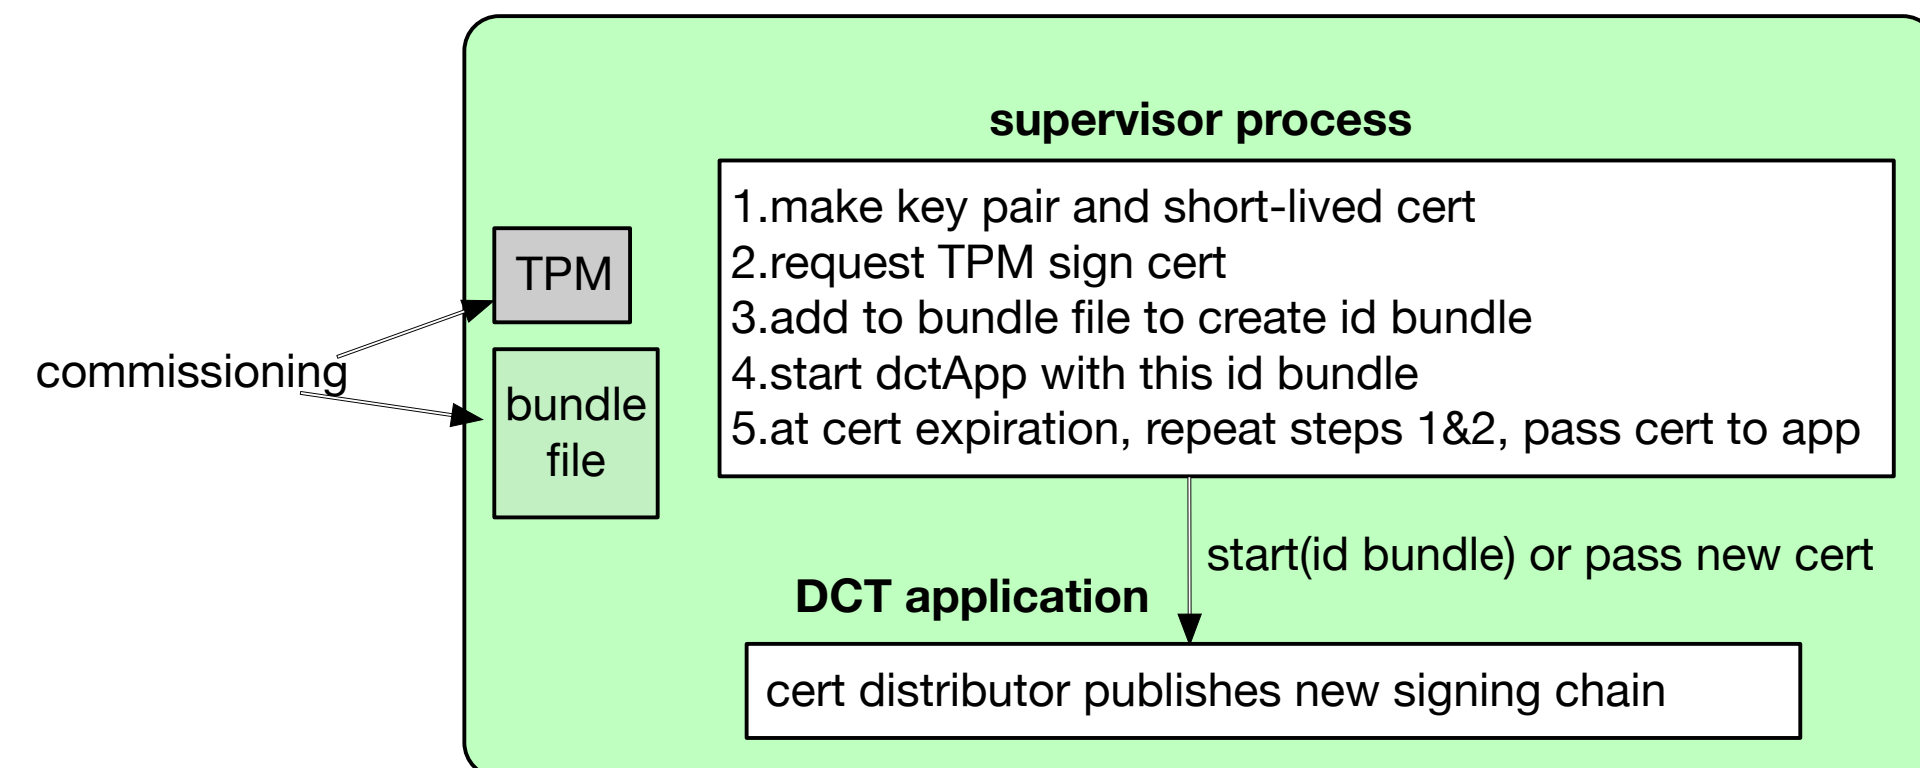 supervisor process
1.make key pair and short-lived cert
2.request TPM sign cert
3.add to bundle file to create id bundle
4.start dctApp with this id bundle
5.at cert expiration, repeat steps 1&2, pass cert to app
TPM
commissioning
bundle
file
start(id bundle) or pass new cert
DCT application
cert distributor publishes new signing chain